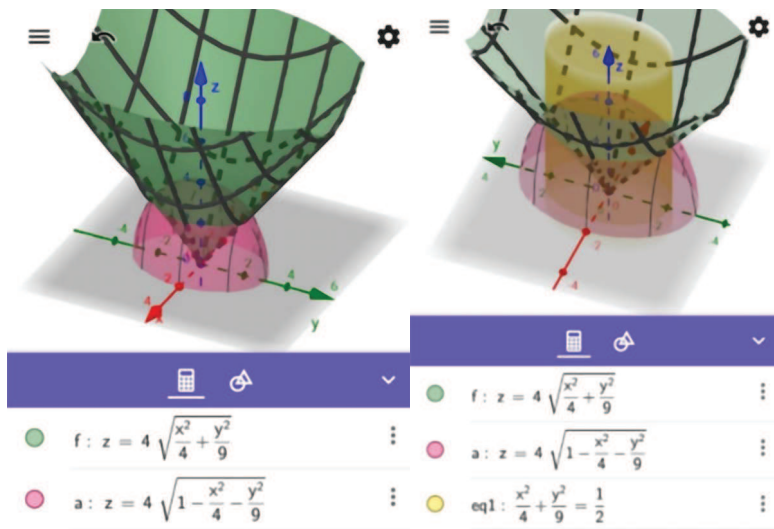 z
-4
2
4
6
2
4
x
y
f : z = 4 √(x²/4 + y²/9)
a : z = 4 √(1 − x²/4 − y²/9)
6
z
y
4
2
-2
-4
-4
f : z = 4 √(x²/4 + y²/9)
a : z = 4 √(1 − x²/4 − y²/9)
eq1 : x²/4 + y²/9 = 1/2